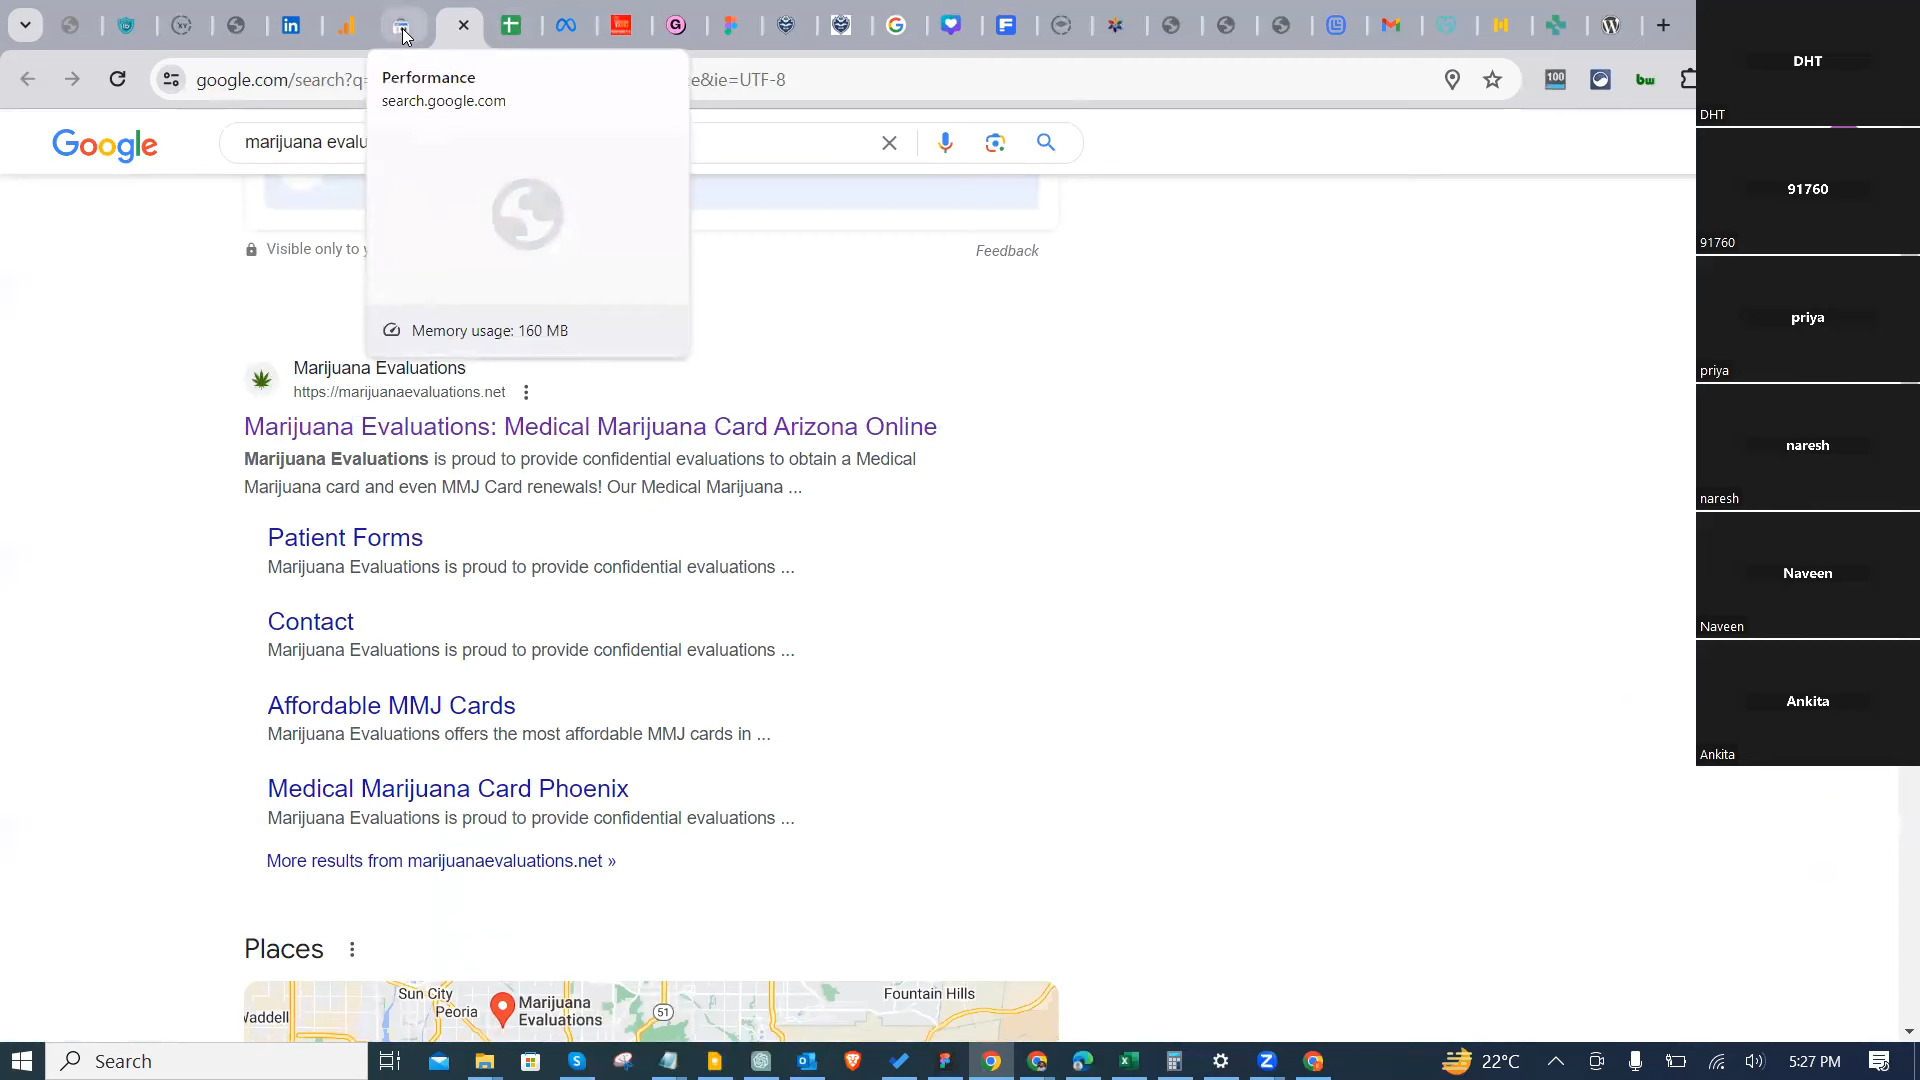 google.com/search?q=
e&ie=UTF-8
100
bw
Performance
search.google.com
Google
marijuana evalu
Visible only to y
Feedback
Memory usage: 160 MB
Marijuana Evaluations
https://marijuanaevaluations.net
Marijuana Evaluations: Medical Marijuana Card Arizona Online
Marijuana Evaluations is proud to provide confidential evaluations to obtain a Medical
Marijuana card and even MMJ Card renewals! Our Medical Marijuana ...
Patient Forms
Marijuana Evaluations is proud to provide confidential evaluations ...
Contact
Marijuana Evaluations is proud to provide confidential evaluations ...
Affordable MMJ Cards
Marijuana Evaluations offers the most affordable MMJ cards in ...
Medical Marijuana Card Phoenix
Marijuana Evaluations is proud to provide confidential evaluations ...
More results from marijuanaevaluations.net »
Places
Sun City
Peoria
Waddell
Marijuana
Evaluations
51
Fountain Hills
DHT
DHT
91760
91760
priya
priya
naresh
naresh
Naveen
Naveen
Ankita
Ankita
Search
22°C
5:27 PM